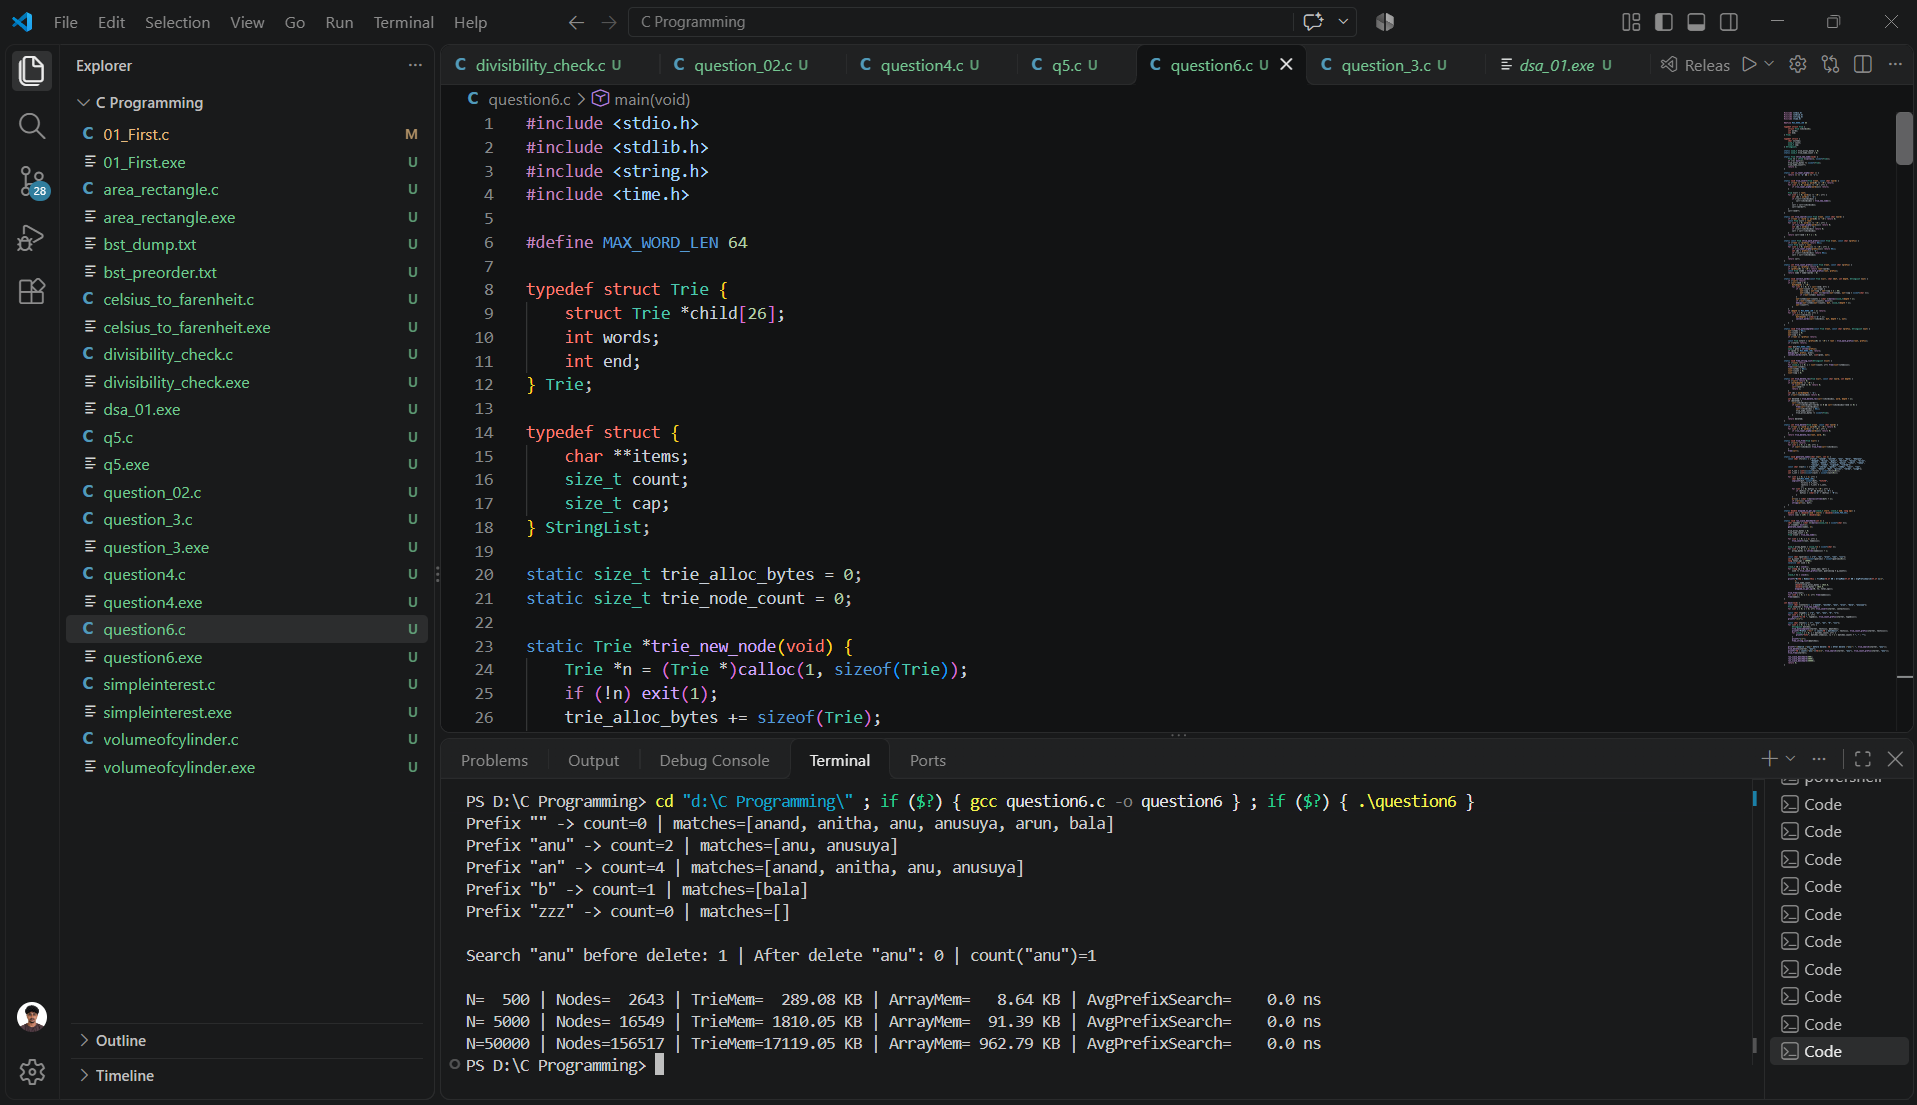 File Edit Selection View Go Run Terminal Help
C Programming
Explorer
C Programming
C 01_First.c M
01_First.exe U
C area_rectangle.c U
area_rectangle.exe U
bst_dump.txt U
bst_preorder.txt U
C celsius_to_farenheit.c U
celsius_to_farenheit.exe U
C divisibility_check.c U
divisibility_check.exe U
dsa_01.exe U
C q5.c U
q5.exe U
C question_02.c U
C question_3.c U
question_3.exe U
C question4.c U
question4.exe U
C question6.c U
question6.exe U
C simpleinterest.c U
simpleinterest.exe U
C volumeofcylinder.c U
volumeofcylinder.exe U
28
Outline
Timeline
C divisibility_check.c U C question_02.c U C question4.c U C q5.c U C question6.c U C question_3.c U dsa_01.exe U Releas
C question6.c > main(void)
1 #include <stdio.h>
2 #include <stdlib.h>
3 #include <string.h>
4 #include <time.h>
5
6 #define MAX_WORD_LEN 64
7
8 typedef struct Trie {
9 struct Trie *child[26];
10 int words;
11 int end;
12 } Trie;
13
14 typedef struct {
15 char **items;
16 size_t count;
17 size_t cap;
18 } StringList;
19
20 static size_t trie_alloc_bytes = 0;
21 static size_t trie_node_count = 0;
22
23 static Trie *trie_new_node(void) {
24 Trie *n = (Trie *)calloc(1, sizeof(Trie));
25 if (!n) exit(1);
26 trie_alloc_bytes += sizeof(Trie);
Problems Output Debug Console Terminal Ports
PS D:\C Programming> cd "d:\C Programming\" ; if ($?) { gcc question6.c -o question6 } ; if ($?) { .\question6 }
Prefix "" -> count=0 | matches=[anand, anitha, anu, anusuya, arun, bala]
Prefix "anu" -> count=2 | matches=[anu, anusuya]
Prefix "an" -> count=4 | matches=[anand, anitha, anu, anusuya]
Prefix "b" -> count=1 | matches=[bala]
Prefix "zzz" -> count=0 | matches=[]
Search "anu" before delete: 1 | After delete "anu": 0 | count("anu")=1
N=  500 | Nodes=  2643 | TrieMem=  289.08 KB | ArrayMem=   8.64 KB | AvgPrefixSearch=    0.0 ns
N= 5000 | Nodes= 16549 | TrieMem= 1810.05 KB | ArrayMem=  91.39 KB | AvgPrefixSearch=    0.0 ns
N=50000 | Nodes=156517 | TrieMem=17119.05 KB | ArrayMem= 962.79 KB | AvgPrefixSearch=    0.0 ns
PS D:\C Programming>
powershell
Code
Code
Code
Code
Code
Code
Code
Code
Code
Code